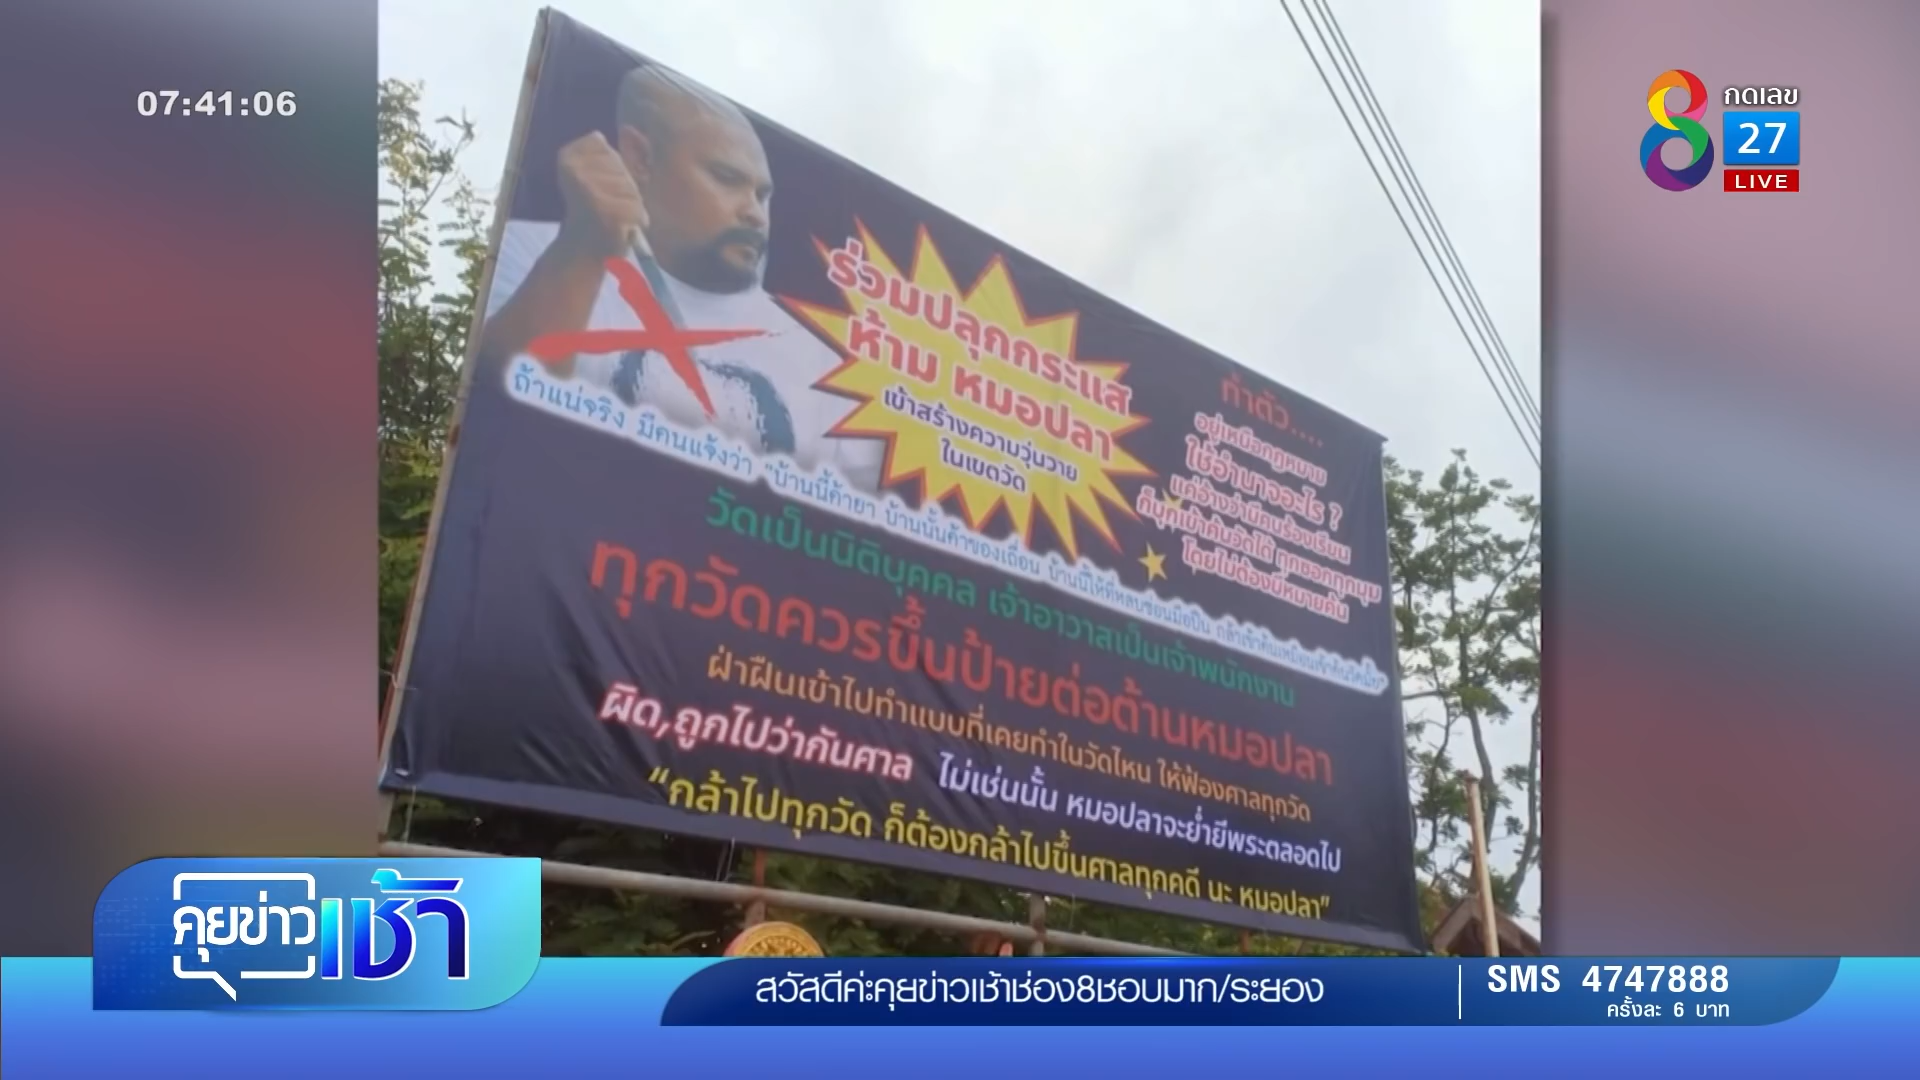 07:41:06
8
กดเลข
27
LIVE
ร่วมปลุกกระแส
ห้าม หมอปลา
เข้าสร้างความวุ่นวาย
ในเขตวัด
ทำตัว....
อยู่เหนือกฎหมาย
ใช้อำนาจอะไร ?
แค่อ้างว่ามีคนร้องเรียน
ก็บุกเข้าค้นวัดได้ ทุกซอกทุกมุม
โดยไม่ต้องมีหมายค้น
ถ้าแน่จริง มีคนแจ้งว่า "บ้านนี้ค้ายา บ้านนั้นค้าของเถื่อน บ้านนี้ให้ที่หลบซ่อนมือปืน
วัดเป็นนิติบุคคล เจ้าอาวาสเป็นเจ้าพนักงาน
ทุกวัดควรขึ้นป้ายต่อต้านหมอปลา
ฝ่าฝืนเข้าไปทำแบบที่เคยทำในวัดไหน ให้ฟ้องศาลทุกวัด
ผิด,ถูกไปว่ากันศาล ไม่เช่นนั้น หมอปลาจะย่ำยีพระตลอดไป
"กล้าไปทุกวัด ก็ต้องกล้าไปขึ้นศาลทุกคดี นะ หมอปลา"
คุยข่าวเช้า
สวัสดีค่ะคุยข่าวเช้าช่อง8ชอบมาก/ระยอง
SMS 4747888
ครั้งละ 6 บาท